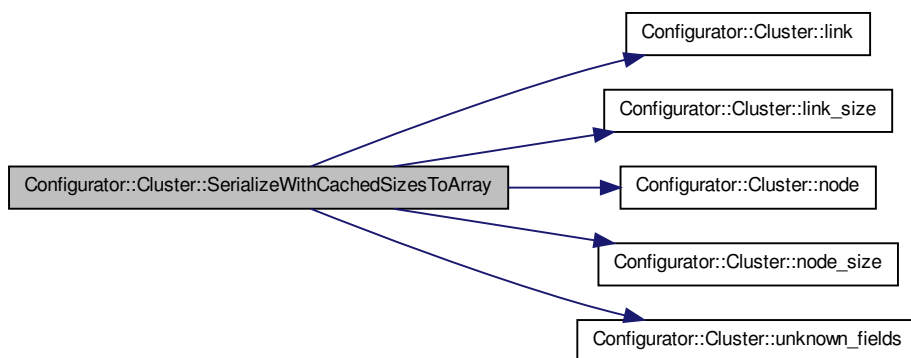 Configurator::Cluster::link
Configurator::Cluster::link_size
Configurator::Cluster::SerializeWithCachedSizesToArray
Configurator::Cluster::node
Configurator::Cluster::node_size
Configurator::Cluster::unknown_fields